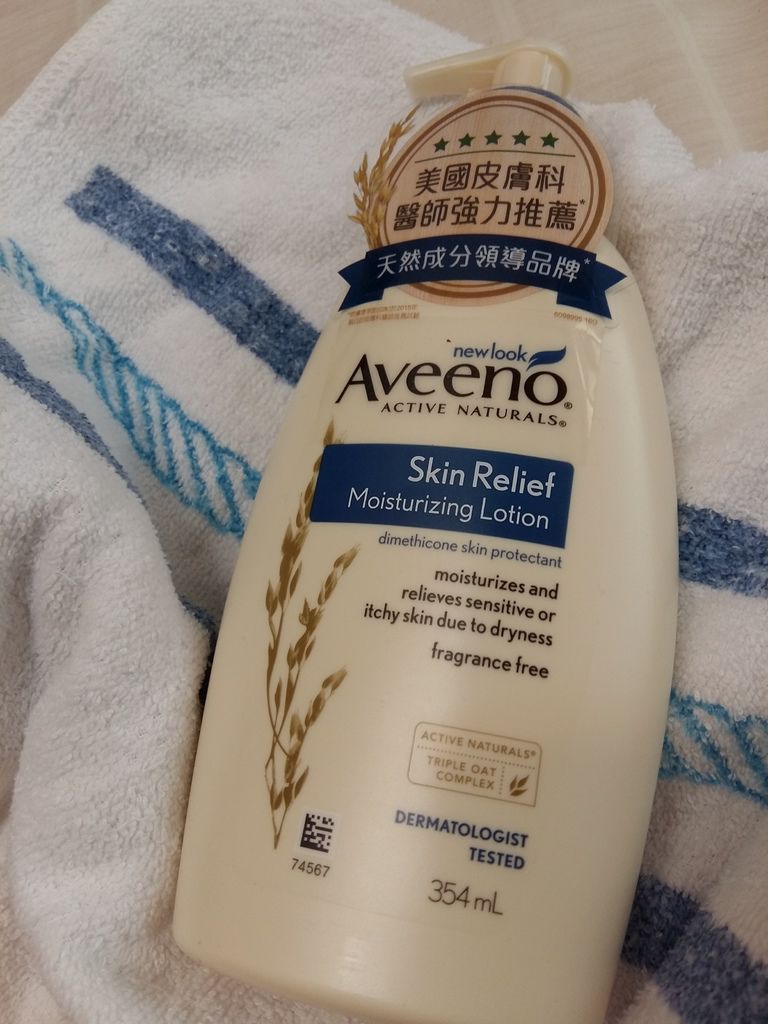 美國皮膚科
醫師強力推薦*
天然成分領導品牌*
new look
Aveeno®
ACTIVE NATURALS®
Skin Relief
Moisturizing Lotion
dimethicone skin protectant
moisturizes and
relieves sensitive or
itchy skin due to dryness
fragrance free
ACTIVE NATURALS®
TRIPLE OAT
COMPLEX
DERMATOLOGIST
TESTED
74567
354 mL